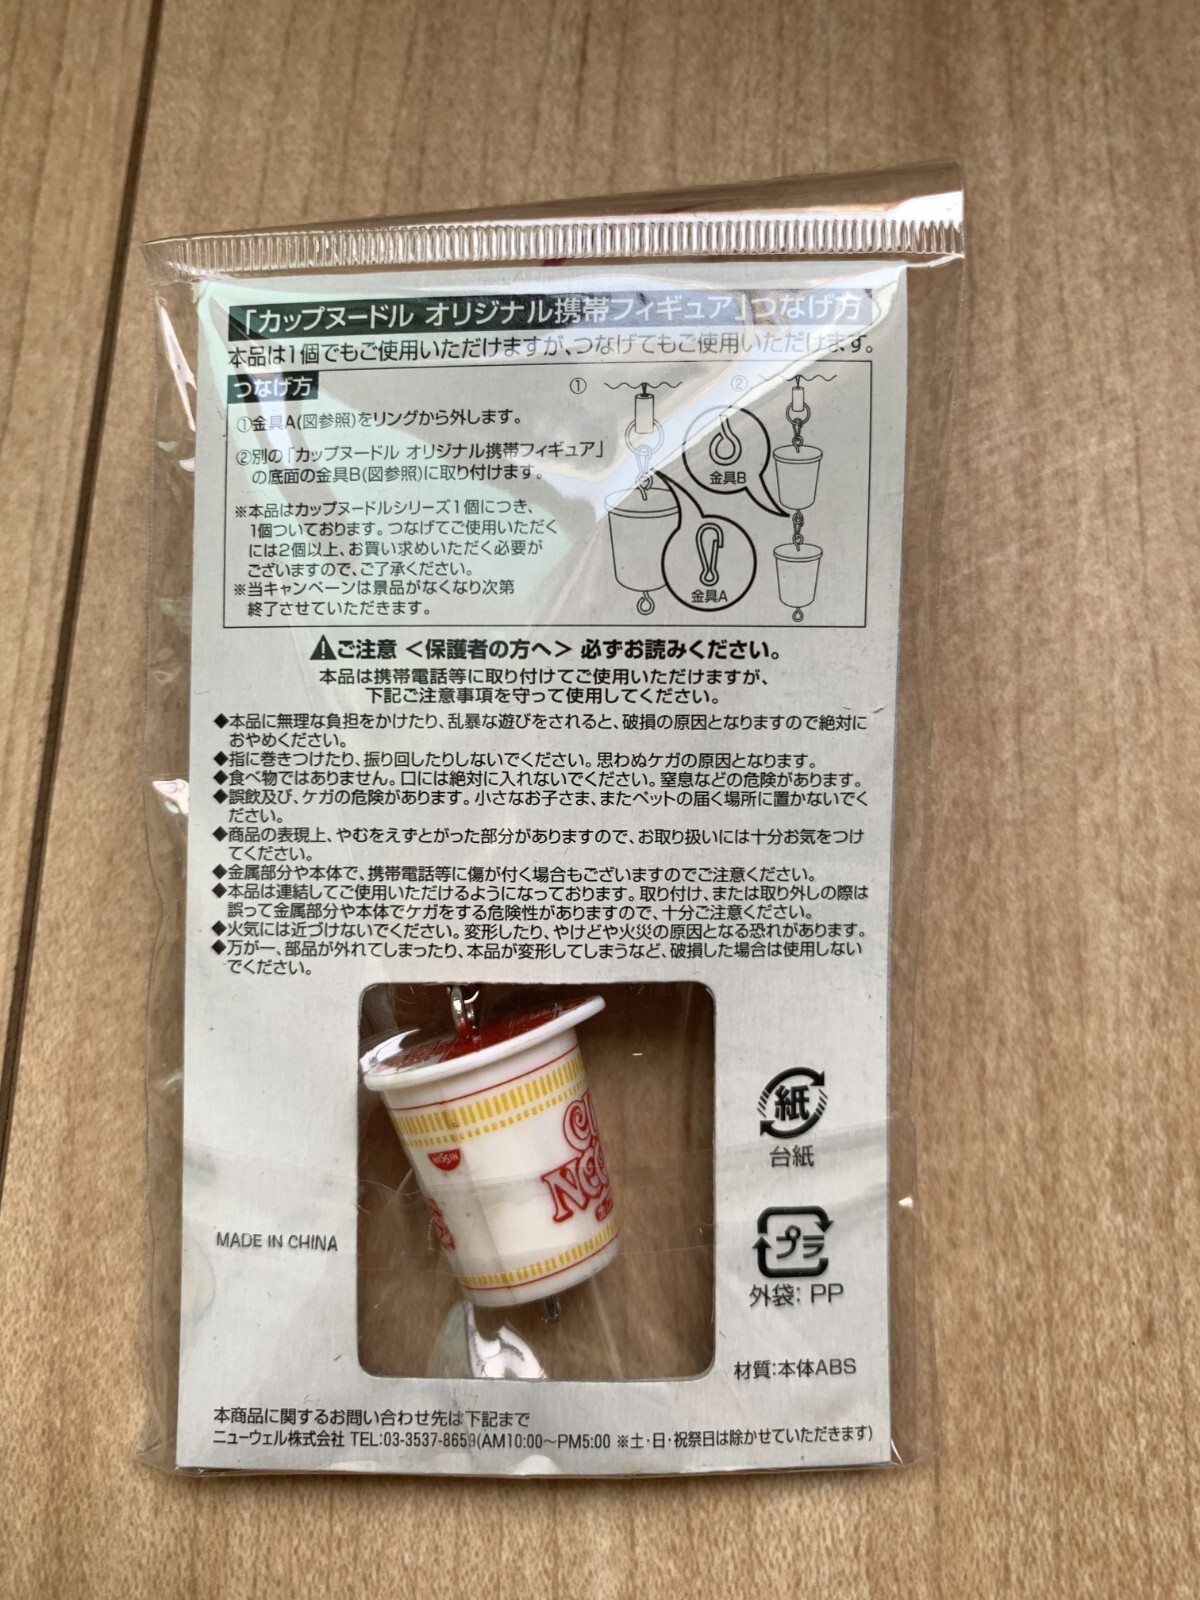 「カップヌードル オリジナル携帯フィギュア」つなげ方
本品は1個でもご使用いただけますが、つなげてもご使用いただけます。
つなげ方
①金具A(図参照)をリングから外します。
②別の「カップヌードル オリジナル携帯フィギュア」
の底面の金具B(図参照)に取り付けます。
※本品はカップヌードルシリーズ1個につき、
1個ついております。つなげてご使用いただく
には2個以上、お買い求めいただく必要が
ございますので、ご了承ください。
※当キャンペーンは景品がなくなり次第
終了させていただきます。
①
②
金具B
金具A
ご注意 <保護者の方へ> 必ずお読みください。
本品は携帯電話等に取り付けてご使用いただけますが、
下記ご注意事項を守って使用してください。
◆本品に無理な負担をかけたり、乱暴な遊びをされると、破損の原因となりますので絶対に
おやめください。
◆指に巻きつけたり、振り回したりしないでください。思わぬケガの原因となります。
◆食べ物ではありません。口には絶対に入れないでください。窒息などの危険があります。
◆誤飲及び、ケガの危険があります。小さなお子さま、またペットの届く場所に置かないでく
ださい。
◆商品の表現上、やむをえずとがった部分がありますので、お取り扱いには十分お気をつけ
てください。
◆金属部分や本体で、携帯電話等に傷が付く場合もございますのでご注意ください。
◆本品は連結してご使用いただけるようになっております。取り付け、または取り外しの際は
誤って金属部分や本体でケガをする危険性がありますので、十分ご注意ください。
◆火気には近づけないでください。変形したり、やけどや火災の原因となる恐れがあります。
◆万が一、部品が外れてしまったり、本品が変形してしまうなど、破損した場合は使用しない
でください。
NISSIN
紙
台紙
プラ
外袋: PP
MADE IN CHINA
材質:本体ABS
本商品に関するお問い合わせ先は下記まで
ニューウェル株式会社 TEL:03-3537-8659(AM10:00～PM5:00 ※土・日・祝祭日は除かせていただきます)